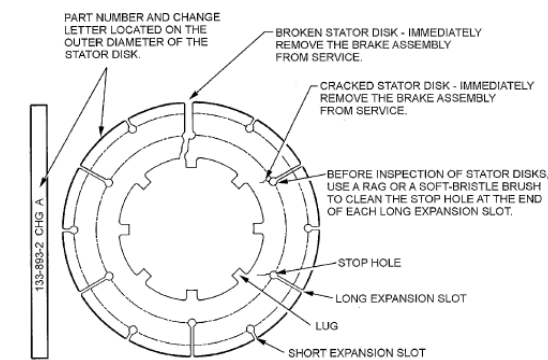 PART NUMBER AND CHANGE
LETTER LOCATED ON THE
OUTER DIAMETER OF THE
STATOR DISK.
BROKEN STATOR DISK - IMMEDIATELY
REMOVE THE BRAKE ASSEMBLY
FROM SERVICE.
CRACKED STATOR DISK - IMMEDIATELY
REMOVE THE BRAKE ASSEMBLY
FROM SERVICE.
BEFORE INSPECTION OF STATOR DISKS,
USE A RAG OR A SOFT-BRISTLE BRUSH
TO CLEAN THE STOP HOLE AT THE END
OF EACH LONG EXPANSION SLOT.
133-893-2 CHG A
STOP HOLE
LONG EXPANSION SLOT
LUG
SHORT EXPANSION SLOT